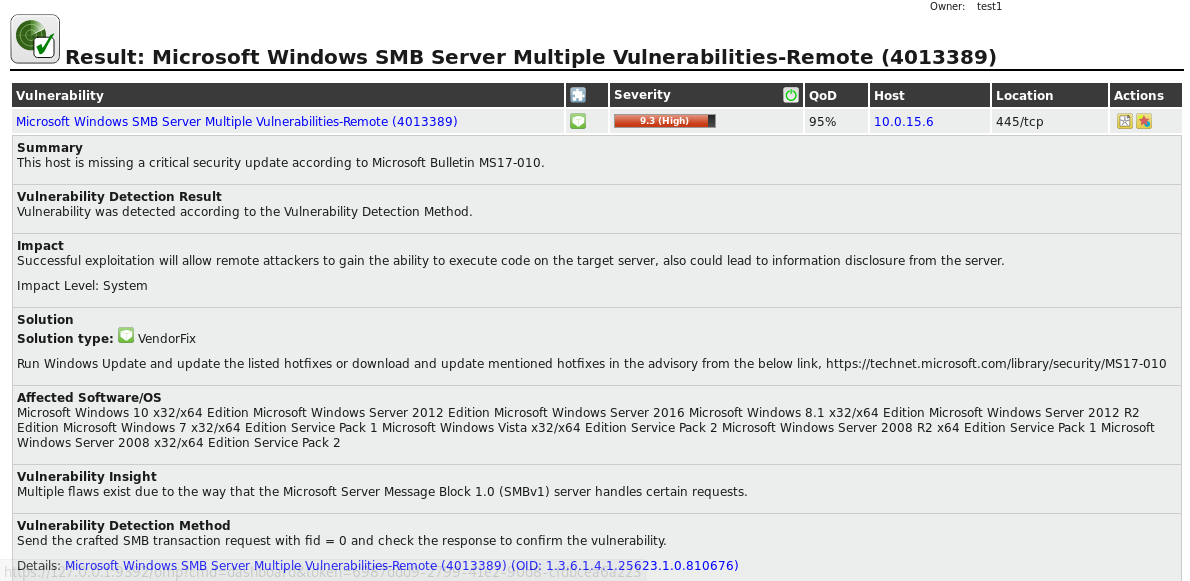 Owner: test1
Result: Microsoft Windows SMB Server Multiple Vulnerabilities-Remote (4013389)
Vulnerability Severity QoD Host Location Actions
Microsoft Windows SMB Server Multiple Vulnerabilities-Remote (4013389) 9.3 (High) 95% 10.0.15.6 445/tcp
Summary
This host is missing a critical security update according to Microsoft Bulletin MS17-010.
Vulnerability Detection Result
Vulnerability was detected according to the Vulnerability Detection Method.
Impact
Successful exploitation will allow remote attackers to gain the ability to execute code on the target server, also could lead to information disclosure from the server.
Impact Level: System
Solution
Solution type: VendorFix
Run Windows Update and update the listed hotfixes or download and update mentioned hotfixes in the advisory from the below link, https://technet.microsoft.com/library/security/MS17-010
Affected Software/OS
Microsoft Windows 10 x32/x64 Edition Microsoft Windows Server 2012 Edition Microsoft Windows Server 2016 Microsoft Windows 8.1 x32/x64 Edition Microsoft Windows Server 2012 R2
Edition Microsoft Windows 7 x32/x64 Edition Service Pack 1 Microsoft Windows Vista x32/x64 Edition Service Pack 2 Microsoft Windows Server 2008 R2 x64 Edition Service Pack 1 Microsoft
Windows Server 2008 x32/x64 Edition Service Pack 2
Vulnerability Insight
Multiple flaws exist due to the way that the Microsoft Server Message Block 1.0 (SMBv1) server handles certain requests.
Vulnerability Detection Method
Send the crafted SMB transaction request with fid = 0 and check the response to confirm the vulnerability.
Details: Microsoft Windows SMB Server Multiple Vulnerabilities-Remote (4013389) (OID: 1.3.6.1.4.1.25623.1.0.810676)